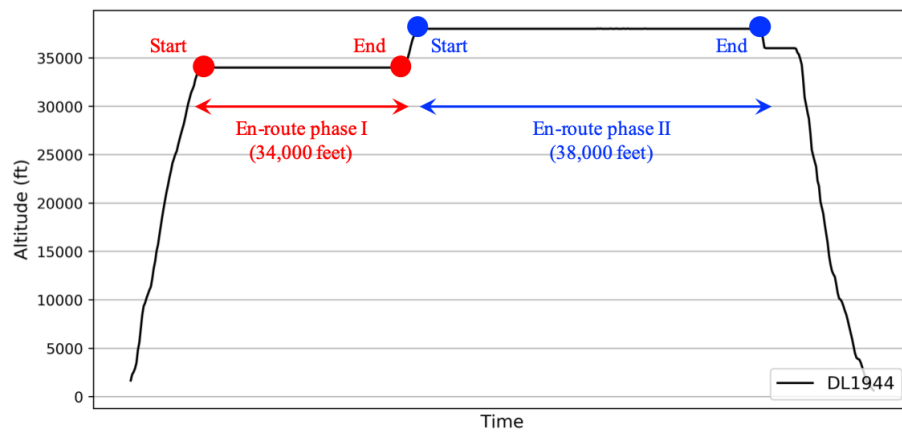 Start
End
Start
End
En-route phase I
(34,000 feet)
En-route phase II
(38,000 feet)
Altitude (ft)
35000
30000
25000
20000
15000
10000
5000
0
Time
DL1944